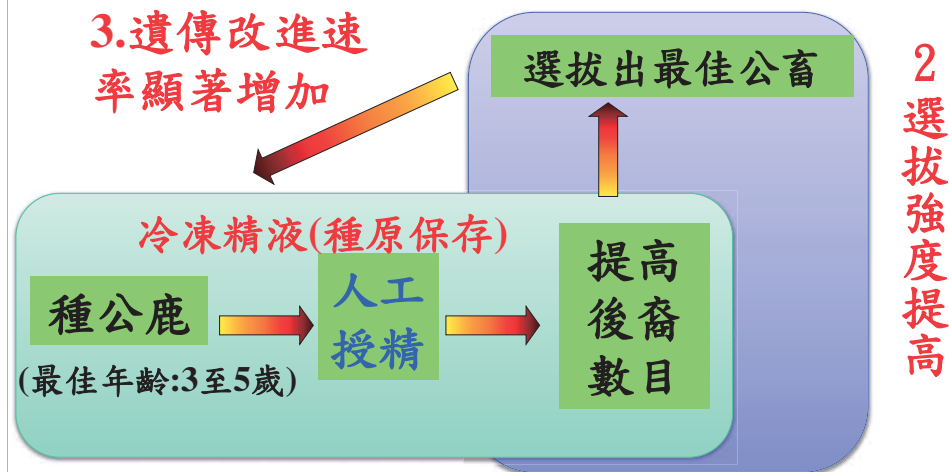 3.遺傳改進速
率顯著增加
選拔出最佳公畜
2
選
拔
強
度
提
高
冷凍精液(種原保存)
種公鹿
(最佳年齡:3至5歲)
人工
授精
提高
後裔
數目